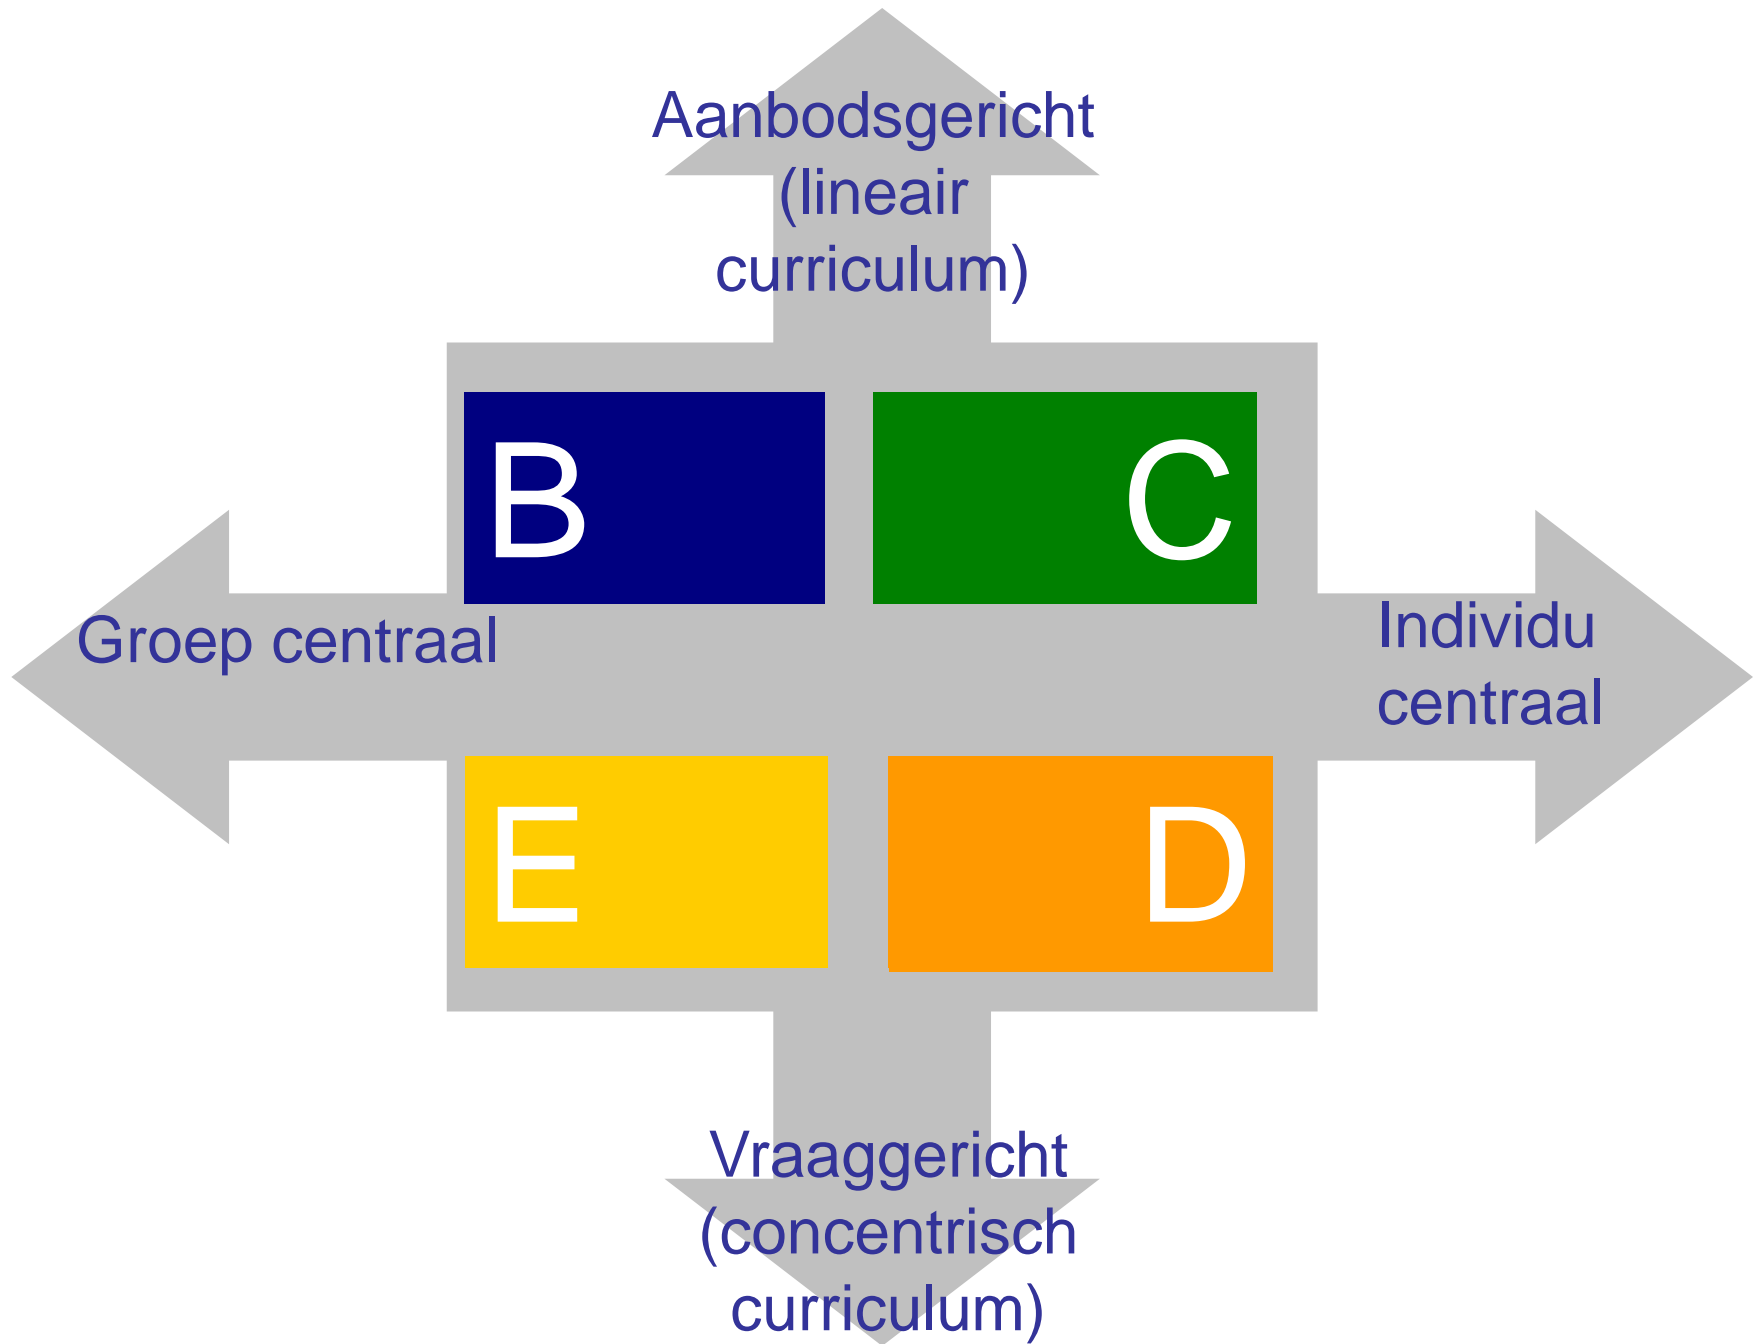 Aanbodsgericht
(lineair
curriculum)
B
C
Groep centraal
Individu
centraal
E
D
Vraaggericht
(concentrisch
curriculum)